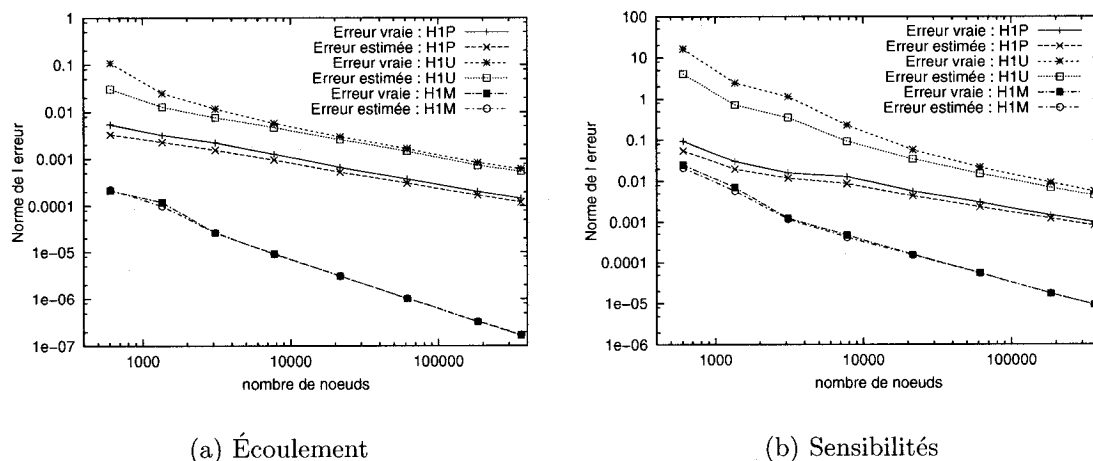 1
0.1
0.01
0.001
0.0001
1e-05
1e-06
1e-07
Norme de l erreur
Erreur vraie : H1P
Erreur estimée : H1P
Erreur vraie : H1U
Erreur estimée : H1U
Erreur vraie : H1M
Erreur estimée : H1M
1000 10000 100000
nombre de noeuds
(a) Écoulement
100
10
1
0.1
0.01
0.001
0.0001
1e-05
1e-06
Norme de l erreur
Erreur vraie : H1P
Erreur estimée : H1P
Erreur vraie : H1U
Erreur estimée : H1U
Erreur vraie : H1M
Erreur estimée : H1M
1000 10000 100000
nombre de noeuds
(b) Sensibilités